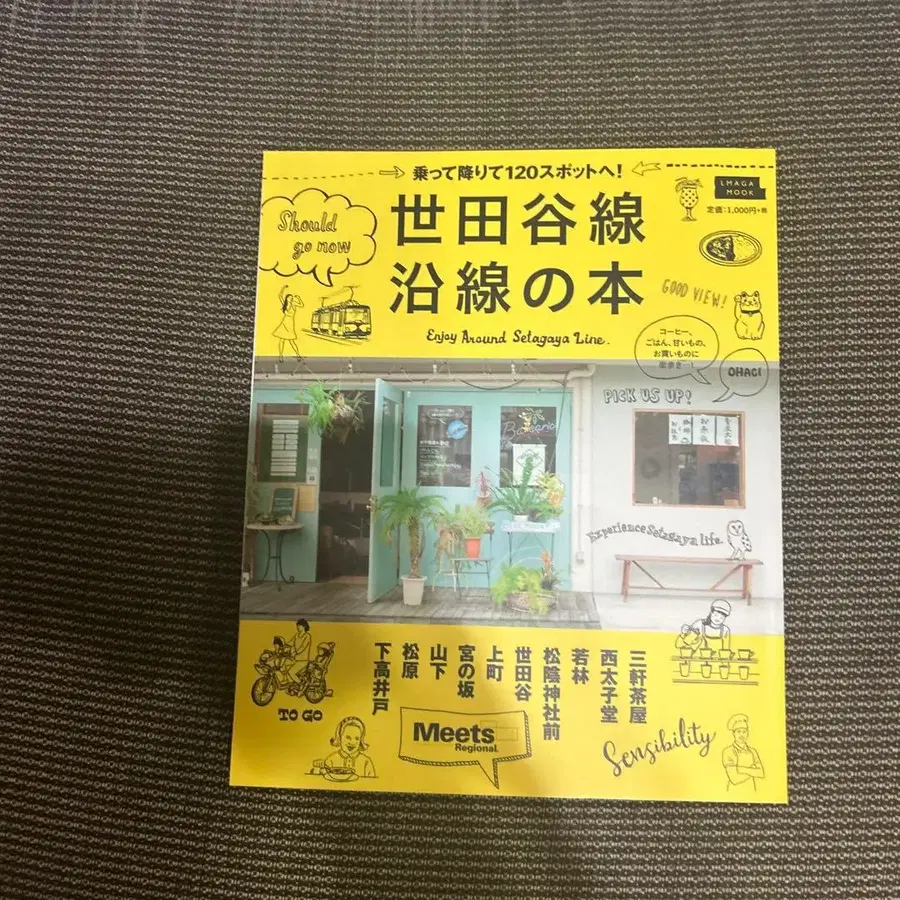 乗って降りて120スポットへ!
LMAGA
MOOK
定価:1,000円+税
Should
go now
世田谷線
沿線の本
Enjoy Around Setagaya Line.
GOOD VIEW!
コーヒー、
ごはん、甘いもの、
お買いものに
街歩き…!
OHAGI
PICK US UP!
Experience Setagaya life.
三軒茶屋
西太子堂
若林
松陰神社前
世田谷
上町
宮の坂
山下
松原
下高井戸
TO GO
Meets
Regional.
Sensibility